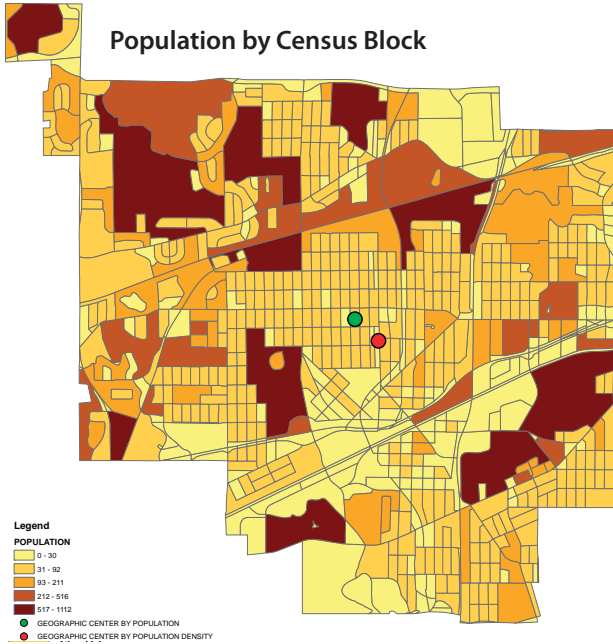 Population by Census Block
Legend
POPULATION
0 - 30
31 - 92
93 - 211
212 - 516
517 - 1112
GEOGRAPHIC CENTER BY POPULATION
GEOGRAPHIC CENTER BY POPULATION DENSITY